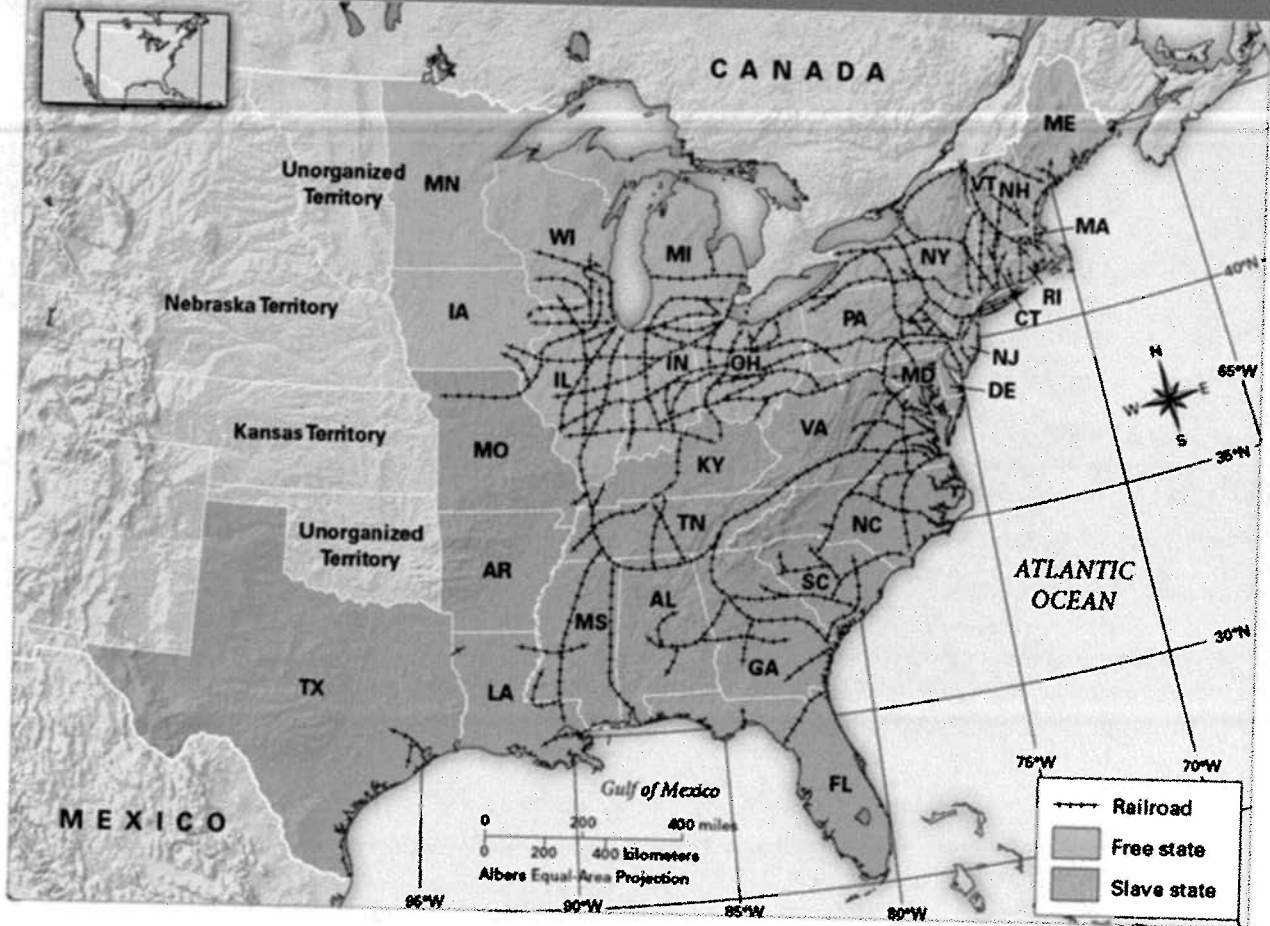 CANADA
ME
Unorganized
Territory
MN
VT
NH
MA
WI
MI
NY
40°N
RI
CT
Nebraska Territory
IA
PA
NJ
N
W
E
S
65°W
IL
IN
OH
MD
DE
Kansas Territory
MO
VA
KY
35°N
Unorganized
Territory
TN
NC
AR
SC
ATLANTIC
OCEAN
AL
MS
30°N
GA
TX
LA
FL
75°W
70°W
Gulf of Mexico
MEXICO
0 200 400 miles
0 200 400 kilometers
Albers Equal-Area Projection
95°W
90°W
85°W
80°W
Railroad
Free state
Slave state